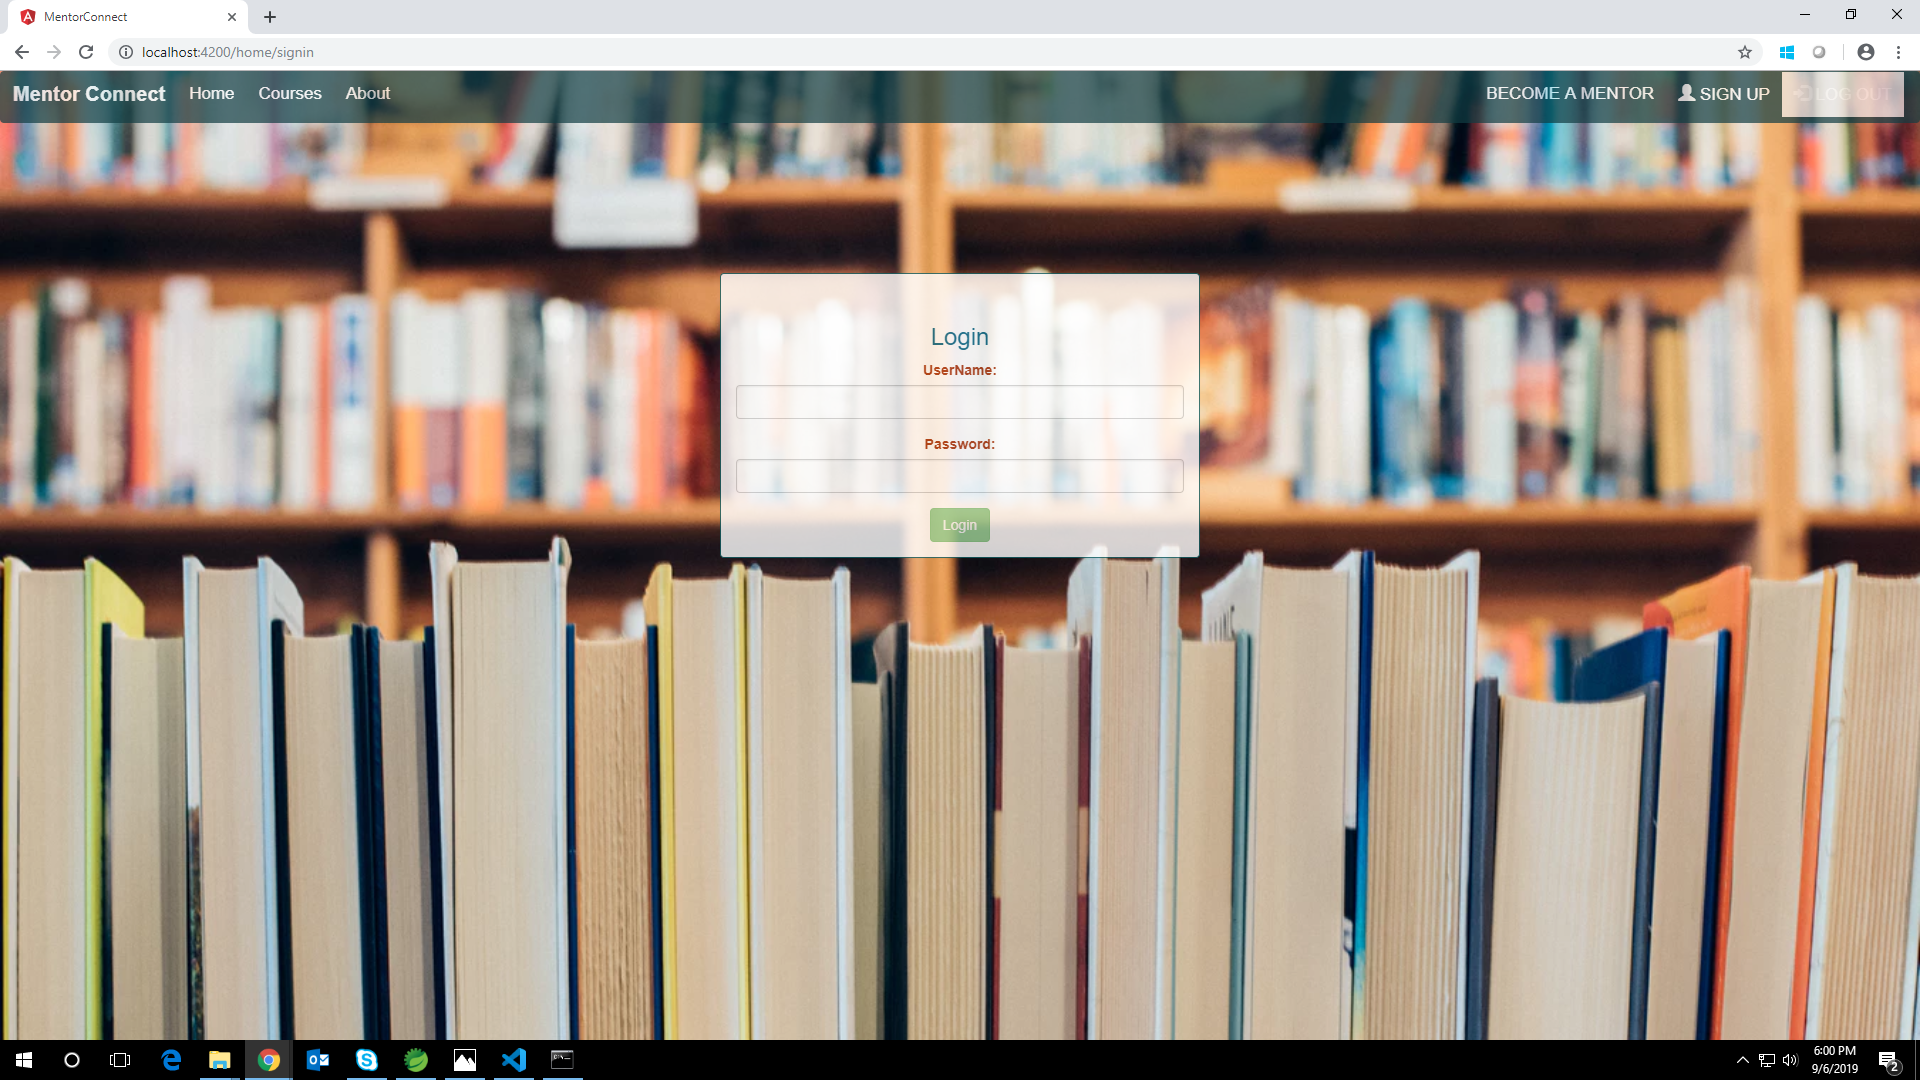 MentorConnect
localhost:4200/home/signin
Mentor Connect Home Courses About BECOME A MENTOR SIGN UP LOG OUT
Login
UserName:
Password:
Login
6:00 PM
9/6/2019
2